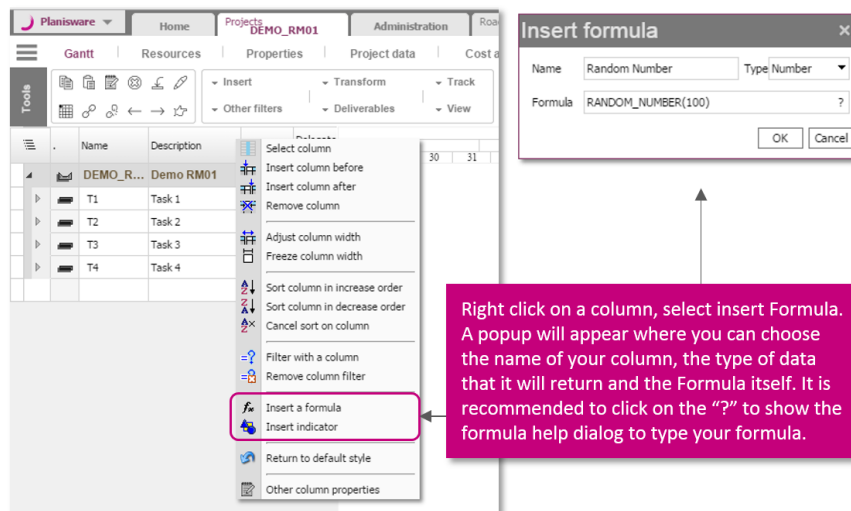 Planisware
Home
Projects
DEMO_RM01
Administration
Roa
Gantt
Resources
Properties
Project data
Cost a
Tools
Insert
Transform
Track
Other filters
Deliverables
View
.
Name
Description
30
31
DEMO_R...
Demo RM01
T1
Task 1
T2
Task 2
T3
Task 3
T4
Task 4
Select column
Insert column before
Insert column after
Remove column
Adjust column width
Freeze column width
Sort column in increase order
Sort column in decrease order
Cancel sort on column
Filter with a column
Remove column filter
Insert a formula
Insert indicator
Return to default style
Other column properties
Insert formula
Name
Random Number
Type
Number
Formula
RANDOM_NUMBER(100)
?
OK
Cancel
Right click on a column, select insert Formula.
A popup will appear where you can choose
the name of your column, the type of data
that it will return and the Formula itself. It is
recommended to click on the “?” to show the
formula help dialog to type your formula.